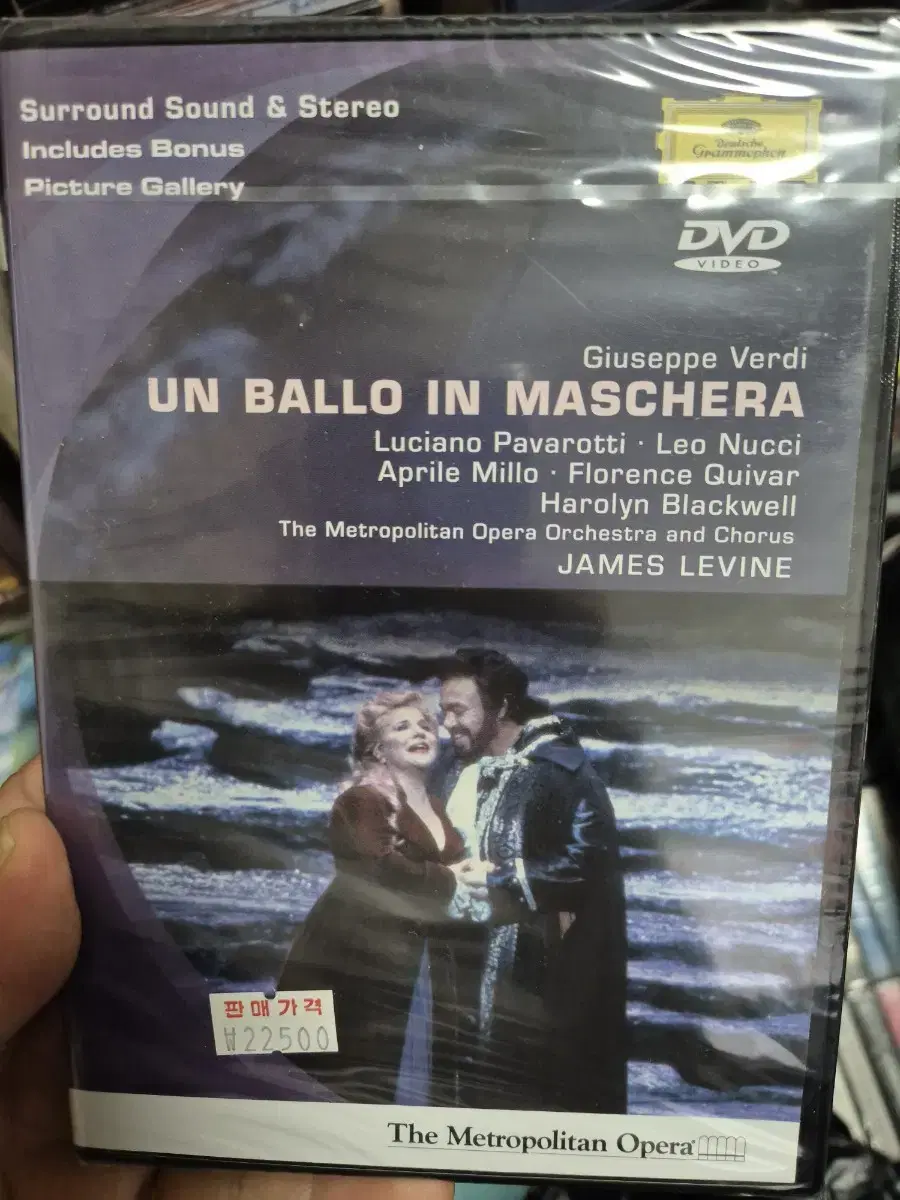 Surround Sound & Stereo
Includes Bonus
Picture Gallery
Deutsche
Grammophon
DVD
VIDEO
Giuseppe Verdi
UN BALLO IN MASCHERA
Luciano Pavarotti · Leo Nucci
Aprile Millo · Florence Quivar
Harolyn Blackwell
The Metropolitan Opera Orchestra and Chorus
JAMES LEVINE
판매가격
₩22500
The Metropolitan Opera